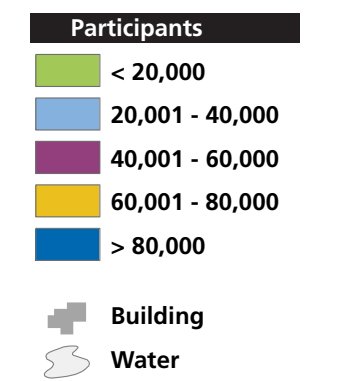 Participants
< 20,000
20,001 - 40,000
40,001 - 60,000
60,001 - 80,000
> 80,000
Building
Water